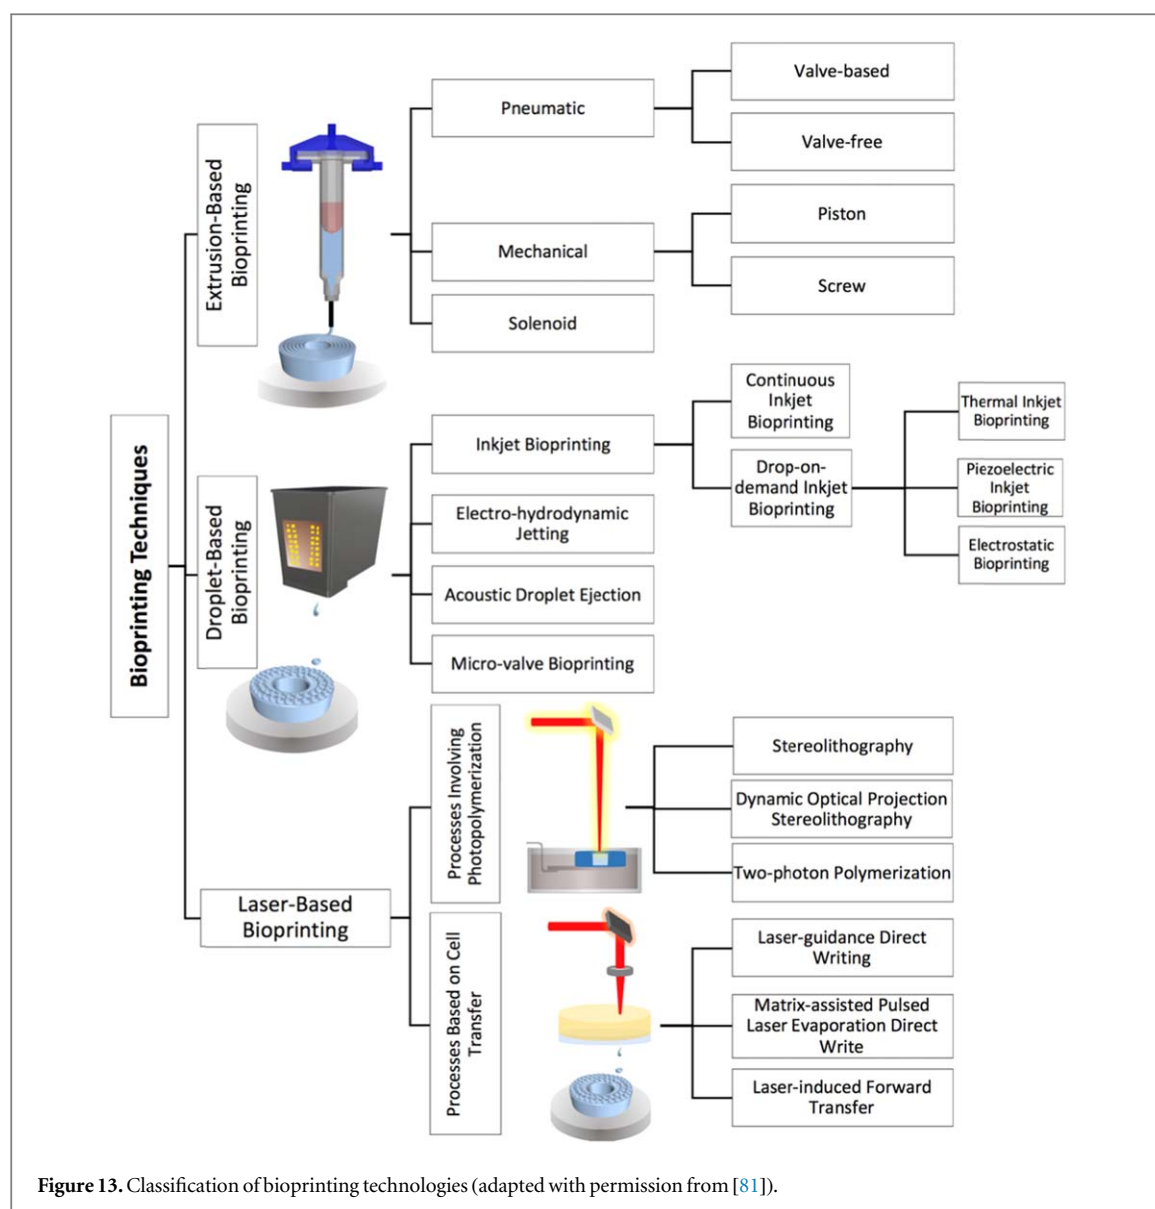 Bioprinting Techniques
Extrusion-Based
Bioprinting
Pneumatic
Valve-based
Valve-free
Mechanical
Piston
Screw
Solenoid
Droplet-Based
Bioprinting
Inkjet Bioprinting
Continuous
Inkjet
Bioprinting
Drop-on-
demand Inkjet
Bioprinting
Thermal Inkjet
Bioprinting
Piezoelectric
Inkjet
Bioprinting
Electrostatic
Bioprinting
Electro-hydrodynamic
Jetting
Acoustic Droplet Ejection
Micro-valve Bioprinting
Laser-Based
Bioprinting
Processes Involving
Photopolymerization
Stereolithography
Dynamic Optical Projection
Stereolithography
Two-photon Polymerization
Processes Based on Cell
Transfer
Laser-guidance Direct
Writing
Matrix-assisted Pulsed
Laser Evaporation Direct
Write
Laser-induced Forward
Transfer
Figure 13. Classification of bioprinting technologies (adapted with permission from [81]).